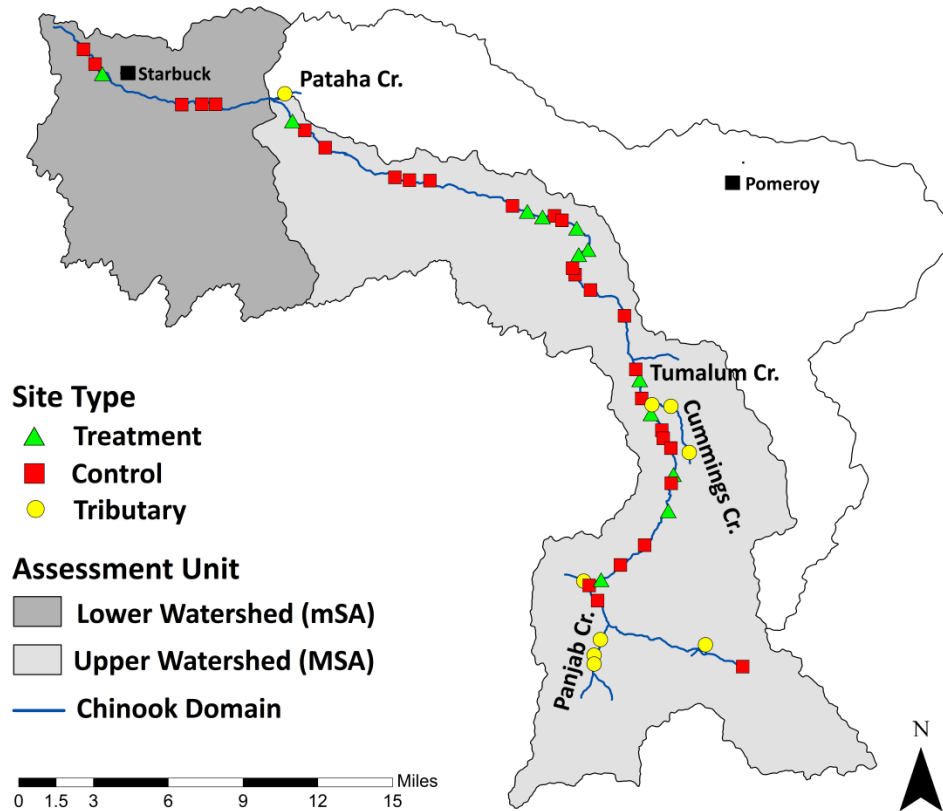 Starbuck
Pataha Cr.
Pomeroy
Tumalum Cr.
Cummings Cr.
Panjab Cr.
Site Type
Treatment
Control
Tributary
Assessment Unit
Lower Watershed (mSA)
Upper Watershed (MSA)
Chinook Domain
Miles
0 1.5 3 6 9 12 15
N